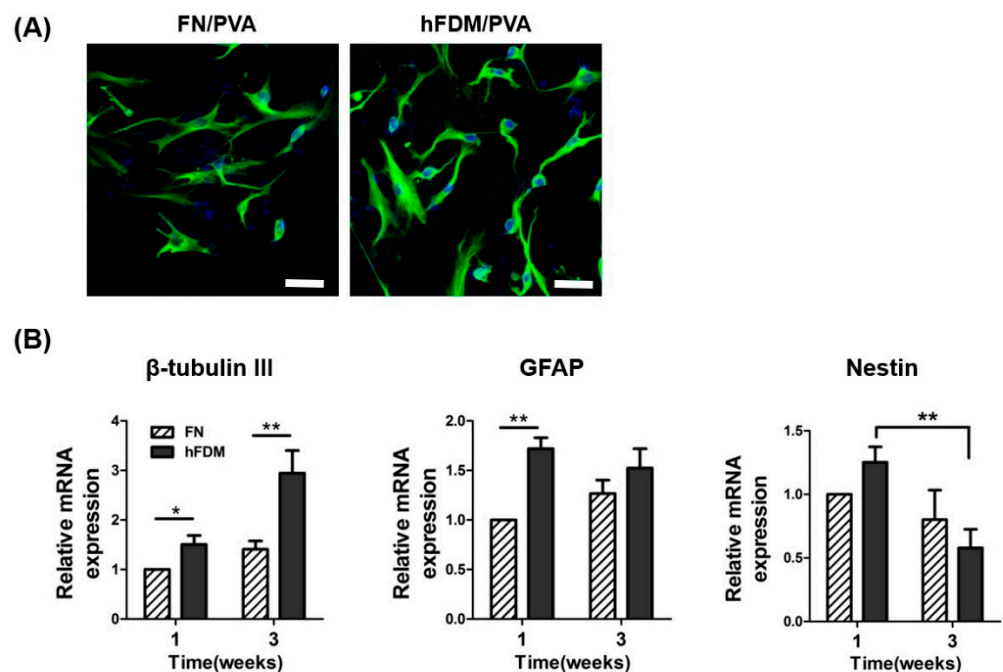 (A)
FN/PVA
hFDM/PVA
(B)
β-tubulin III
Relative mRNA
expression
4
3
2
1
0
FN
hFDM
*
**
1
3
Time(weeks)
GFAP
Relative mRNA
expression
2.0
1.5
1.0
0.5
0.0
**
1
3
Time(weeks)
Nestin
Relative mRNA
expression
1.5
1.0
0.5
0.0
**
1
3
Time(weeks)